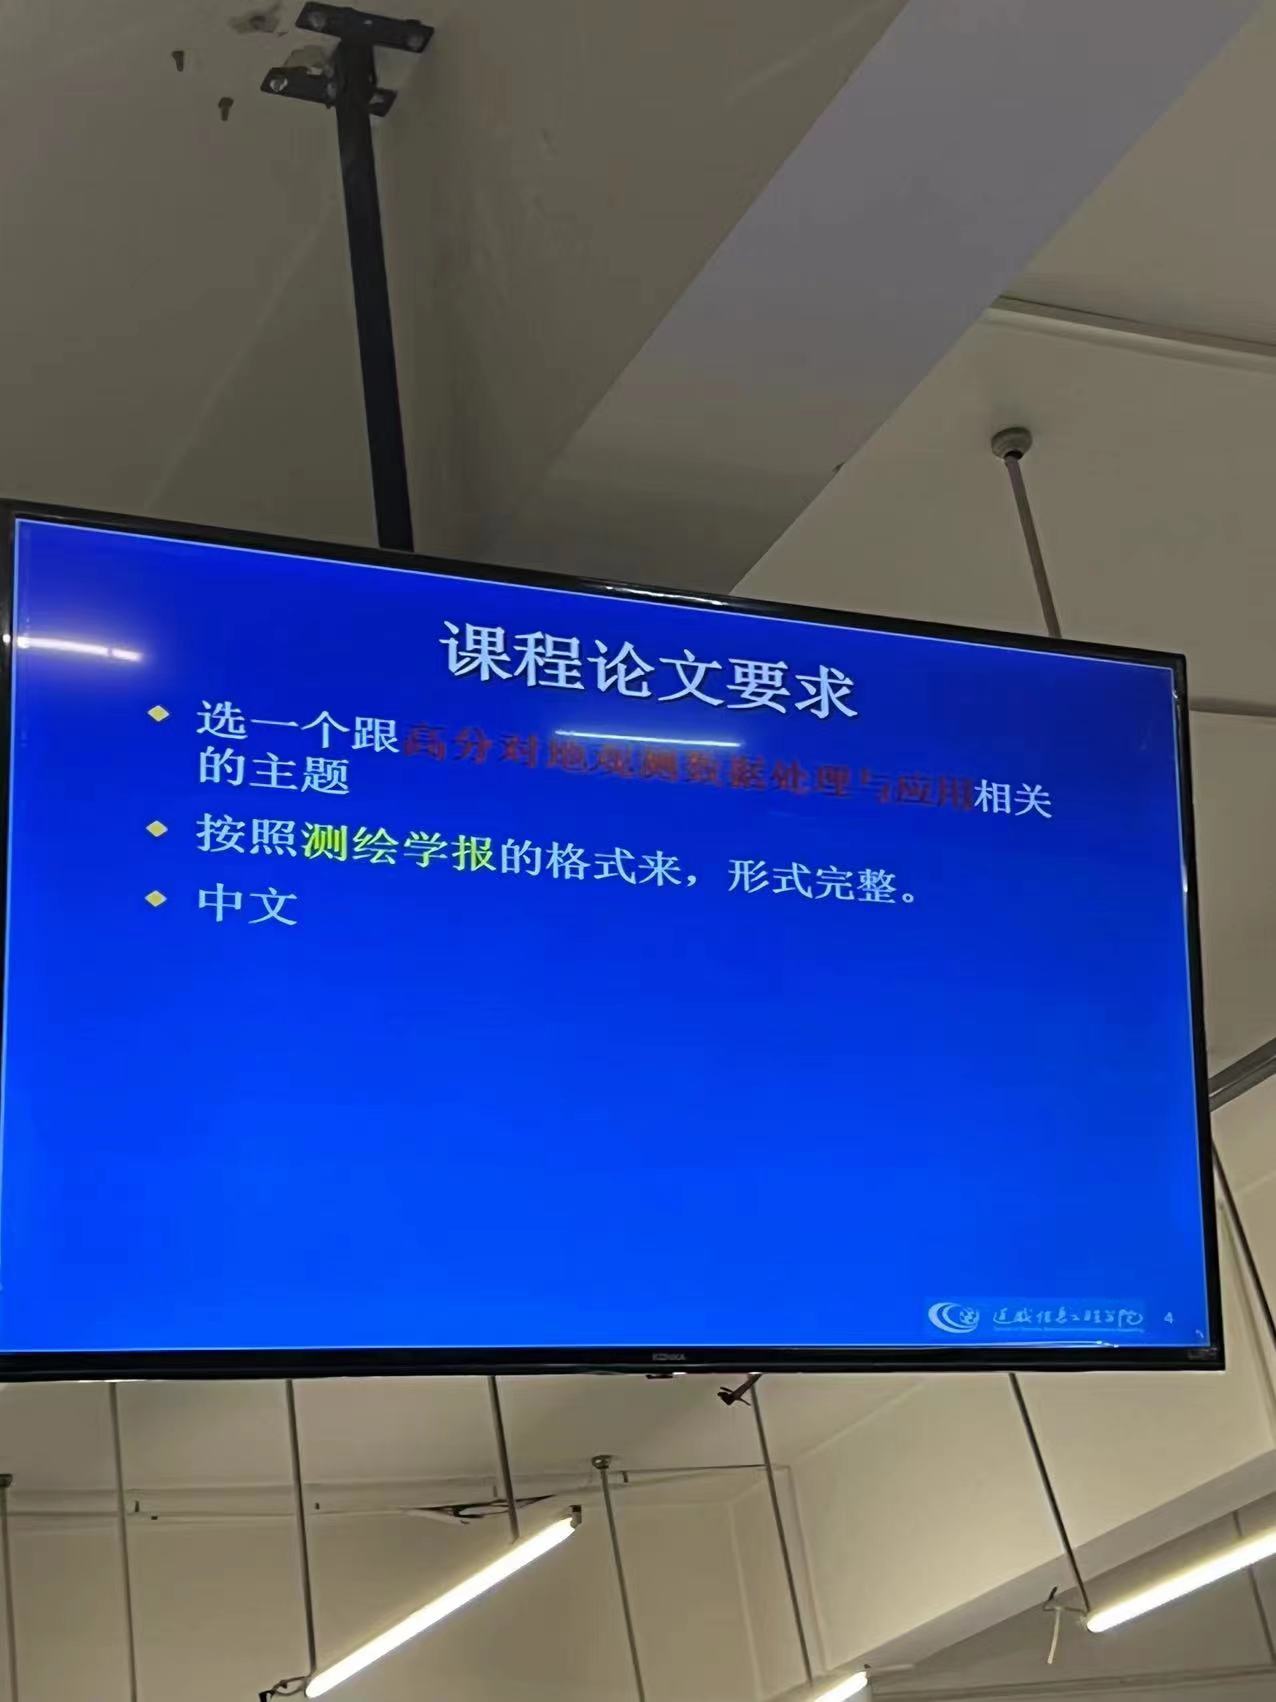 课程论文要求
选一个跟高分对地观测数据处理与应用相关
的主题
按照测绘学报的格式来，形式完整。
中文
遥感信息工程学院
4
KONKA